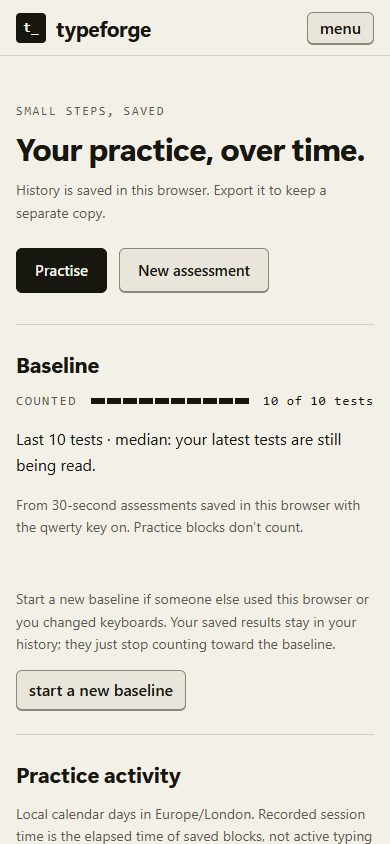 t_ typeforge menu
SMALL STEPS, SAVED
Your practice, over time.
History is saved in this browser. Export it to keep a
separate copy.
Practise New assessment
Baseline
COUNTED 10 of 10 tests
Last 10 tests · median: your latest tests are still
being read.
From 30-second assessments saved in this browser with
the qwerty key on. Practice blocks don't count.
Start a new baseline if someone else used this browser or
you changed keyboards. Your saved results stay in your
history; they just stop counting toward the baseline.
start a new baseline
Practice activity
Local calendar days in Europe/London. Recorded session
time is the elapsed time of saved blocks, not active typing